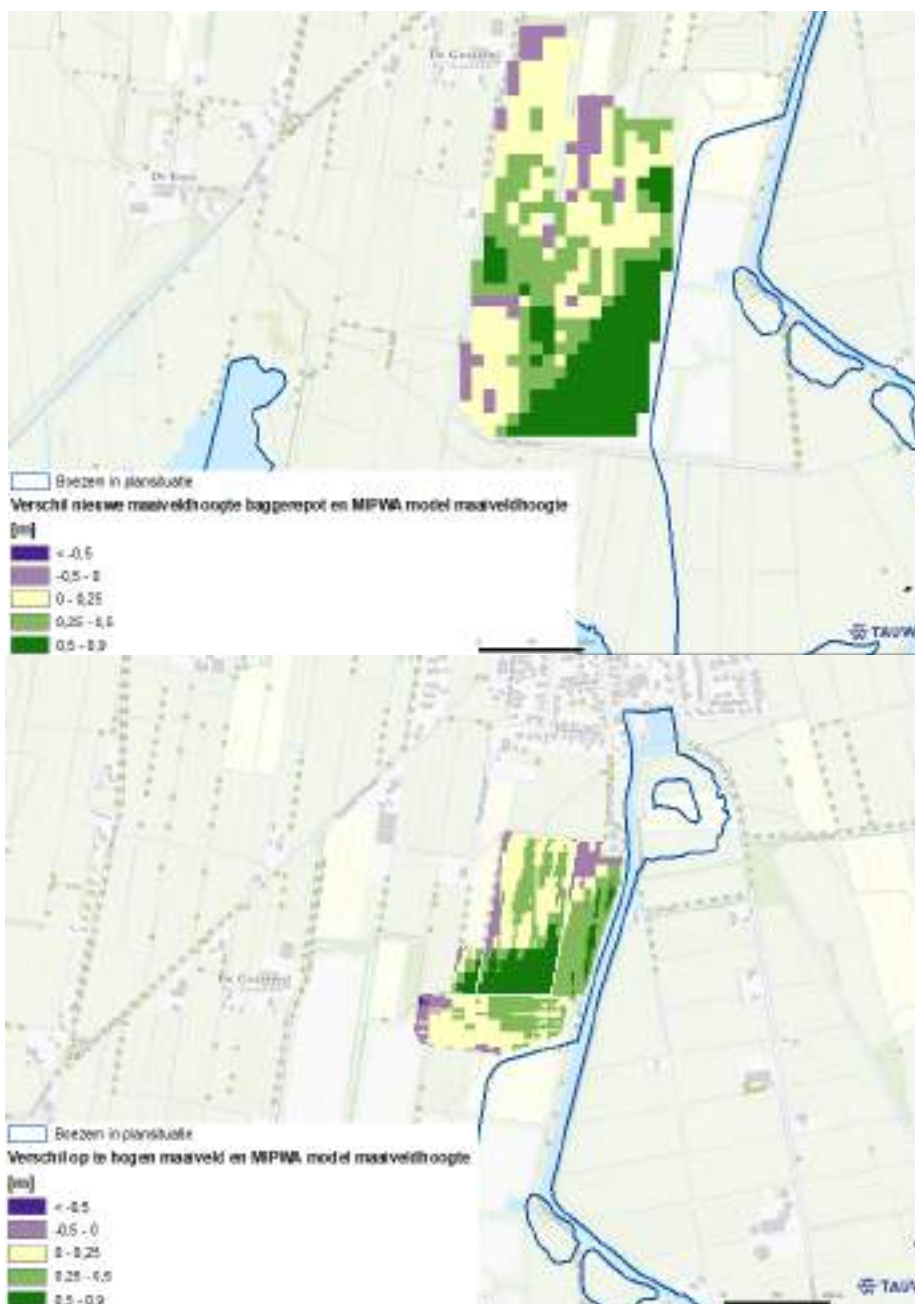 Boezem in plansituatie
Verschil nieuwe maaiveldhoogte baggerepot en MIPWA model maaiveldhoogte
[m]
< -0,5
-0,5 - 0
0 - 0,25
0,25 - 0,5
0,5 - 0,9
TAUW
Boezem in plansituatie
Verschil op te hogen maaiveld en MIPWA model maaiveldhoogte
[m]
< -0,5
-0,5 - 0
0 - 0,25
0,25 - 0,5
0,5 - 0,9
TAUW